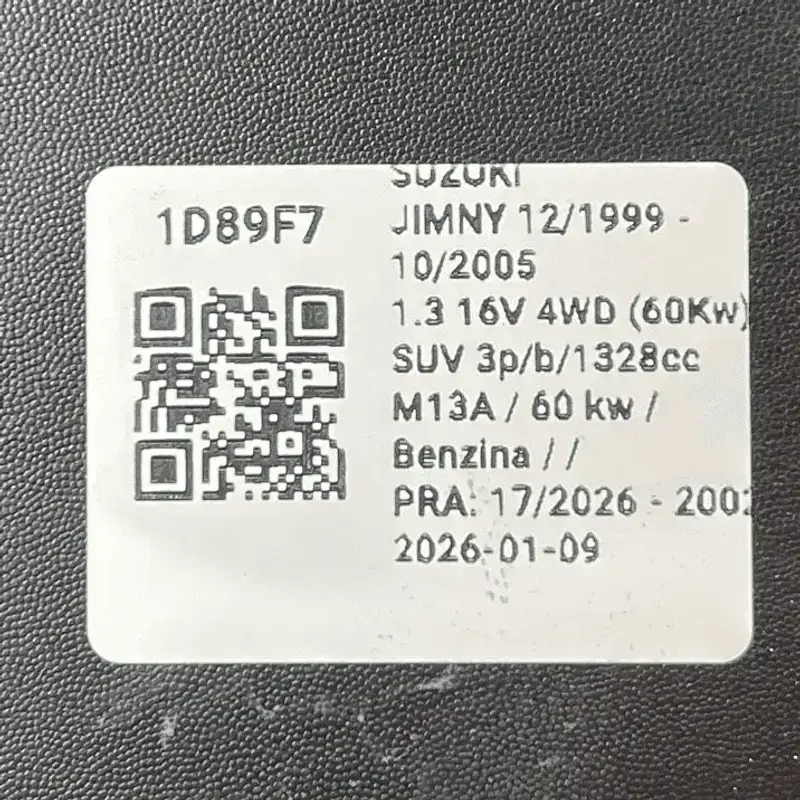 1D89F7
SUZUKI
JIMNY 12/1999 -
10/2005
1.3 16V 4WD (60Kw)
SUV 3p/b/1328cc
M13A / 60 kw /
Benzina / /
PRA: 17/2026 - 2002
2026-01-09